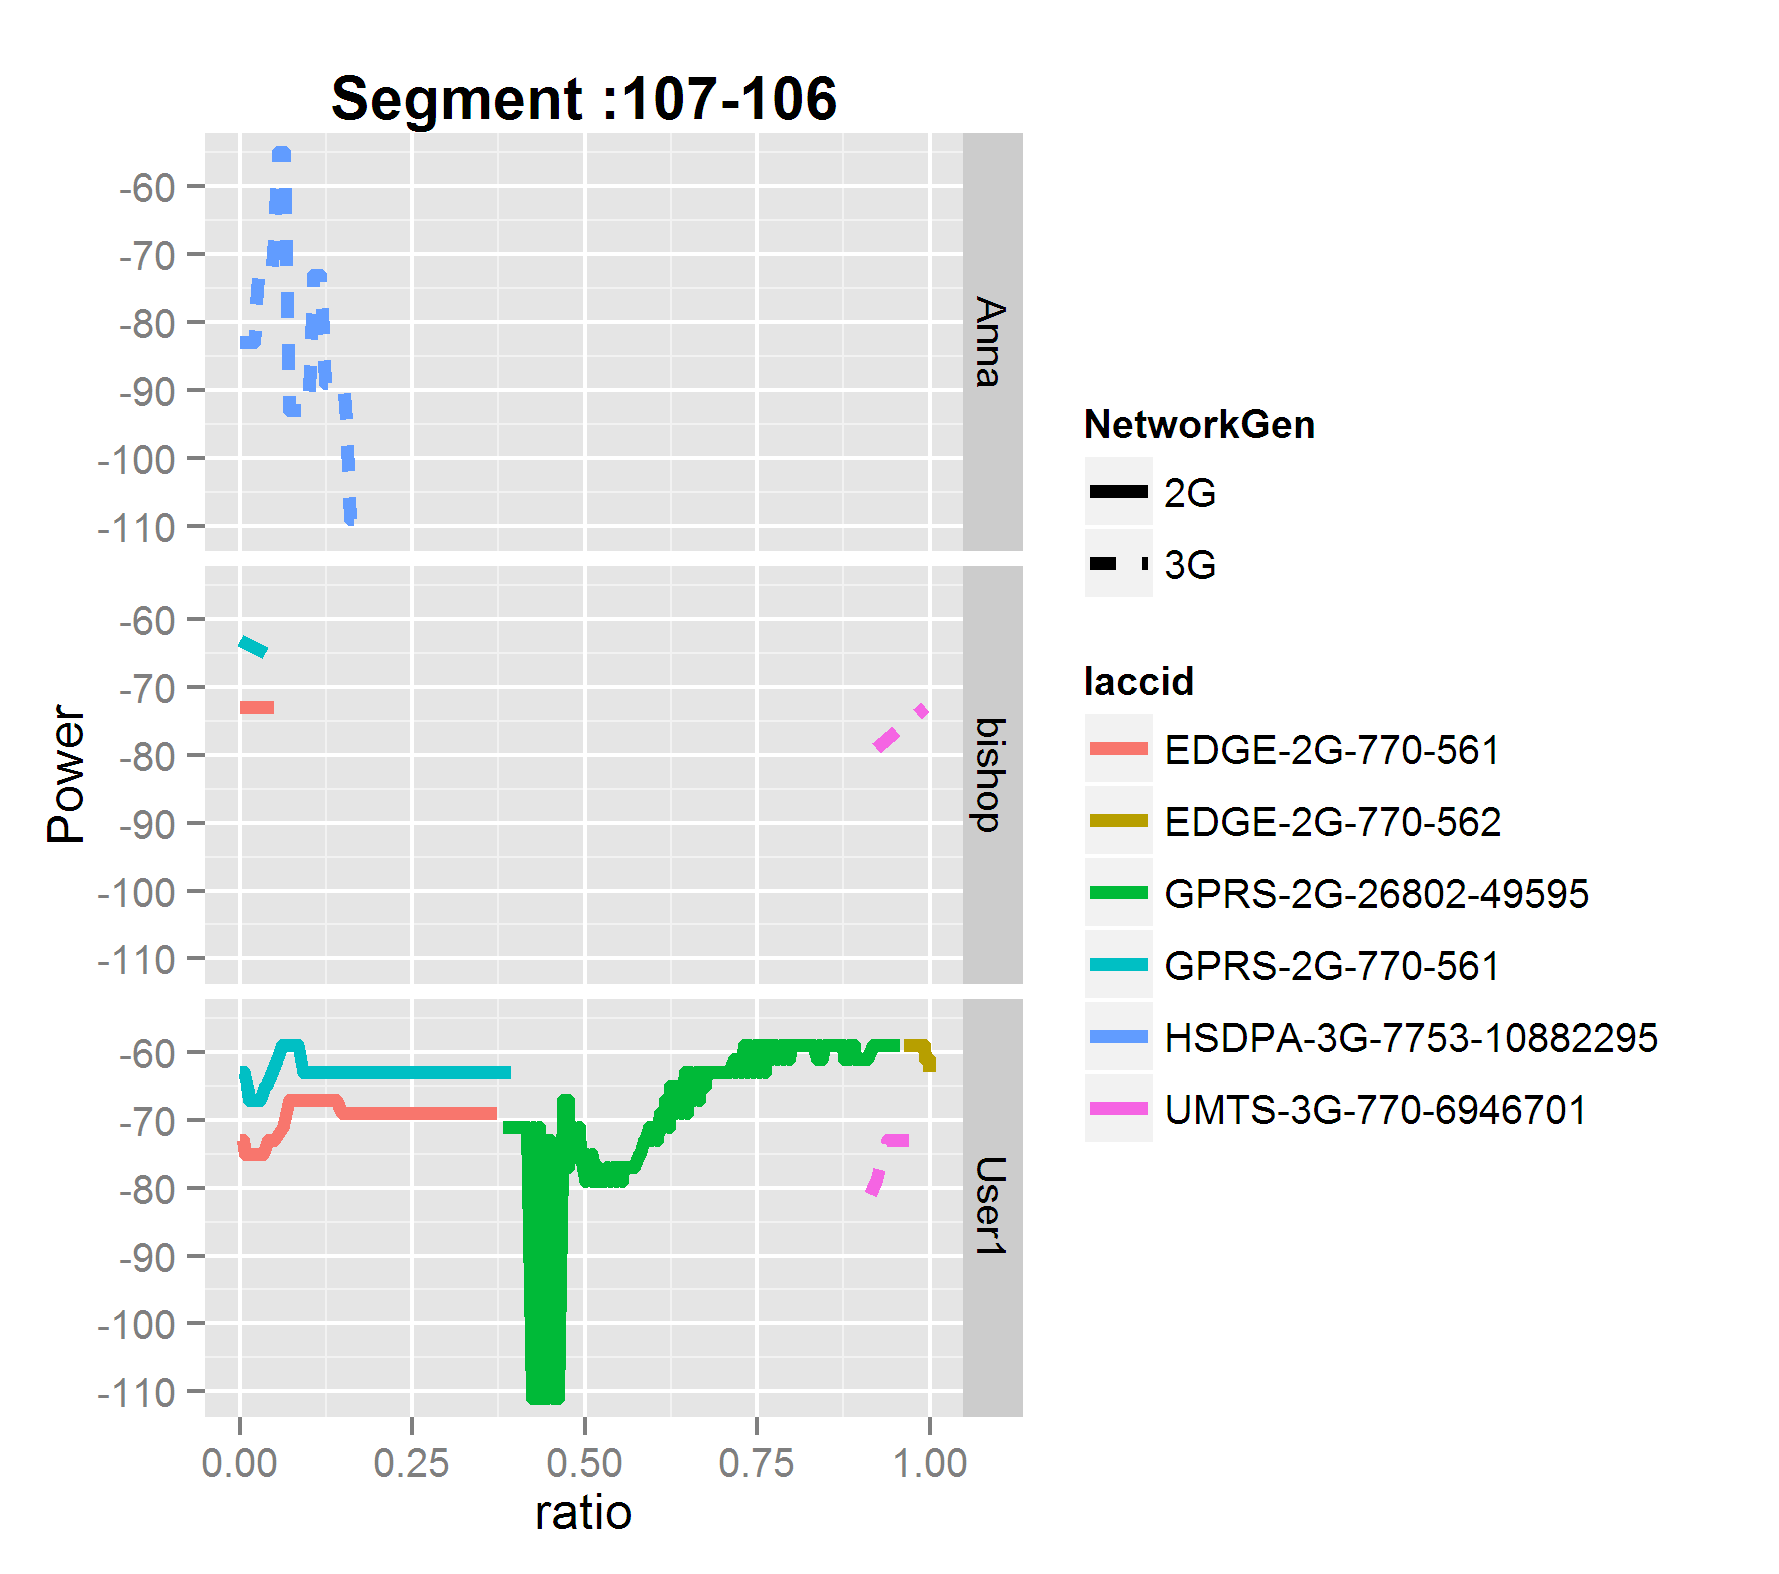 Segment :107-106
-60
-70
-80
-90
-100
-110
Anna
-60
-70
-80
-90
-100
-110
bishop
-60
-70
-80
-90
-100
-110
User1
Power
0.00 0.25 0.50 0.75 1.00
ratio
NetworkGen
2G
3G
laccid
EDGE-2G-770-561
EDGE-2G-770-562
GPRS-2G-26802-49595
GPRS-2G-770-561
HSDPA-3G-7753-10882295
UMTS-3G-770-6946701